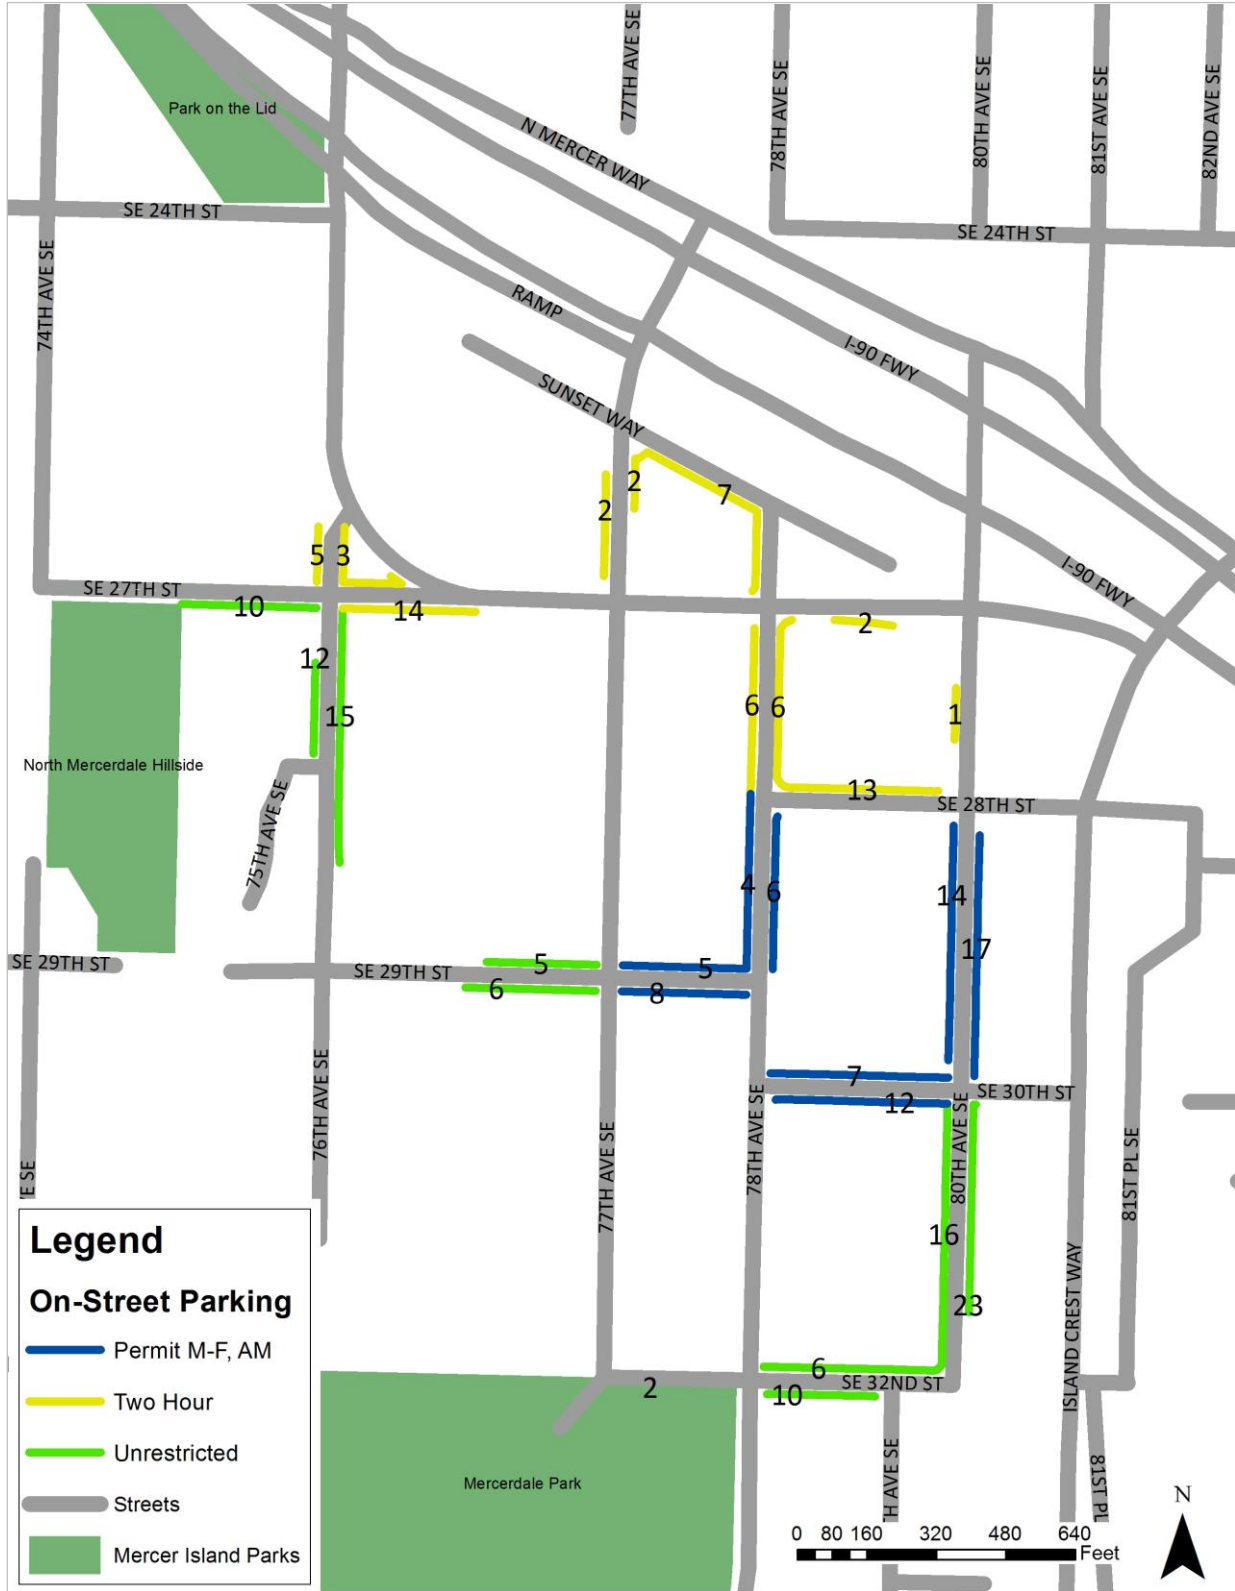 77TH AVE SE
78TH AVE SE
80TH AVE SE
81ST AVE SE
82ND AVE SE
Park on the Lid
N MERCER WAY
SE 24TH ST
SE 24TH ST
74TH AVE SE
RAMP
I-90 FWY
SUNSET WAY
2
2
7
5
3
I-90 FWY
SE 27TH ST
10
14
2
12
15
6
6
1
North Mercerdale Hillside
13
SE 28TH ST
75TH AVE SE
4
6
14
17
SE 29TH ST
SE 29TH ST
5
5
6
8
7
12
SE 30TH ST
76TH AVE SE
77TH AVE SE
78TH AVE SE
80TH AVE SE
81ST PL SE
E SE
16
23
ISLAND CREST WAY
6
SE 32ND ST
2
10
Mercerdale Park
H AVE SE
81ST PL
Legend
On-Street Parking
Permit M-F, AM
Two Hour
Unrestricted
Streets
Mercer Island Parks
N
0 80 160 320 480 640
Feet